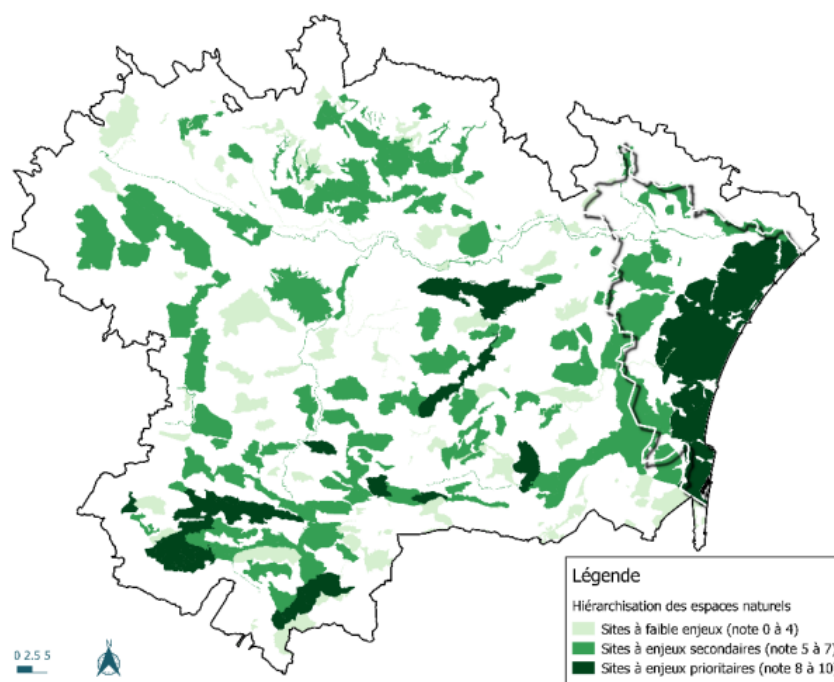 Légende
Hiérarchisation des espaces naturels
Sites à faible enjeux (note 0 à 4)
Sites à enjeux secondaires (note 5 à 7)
Sites à enjeux prioritaires (note 8 à 10)
0 2.5 5
N